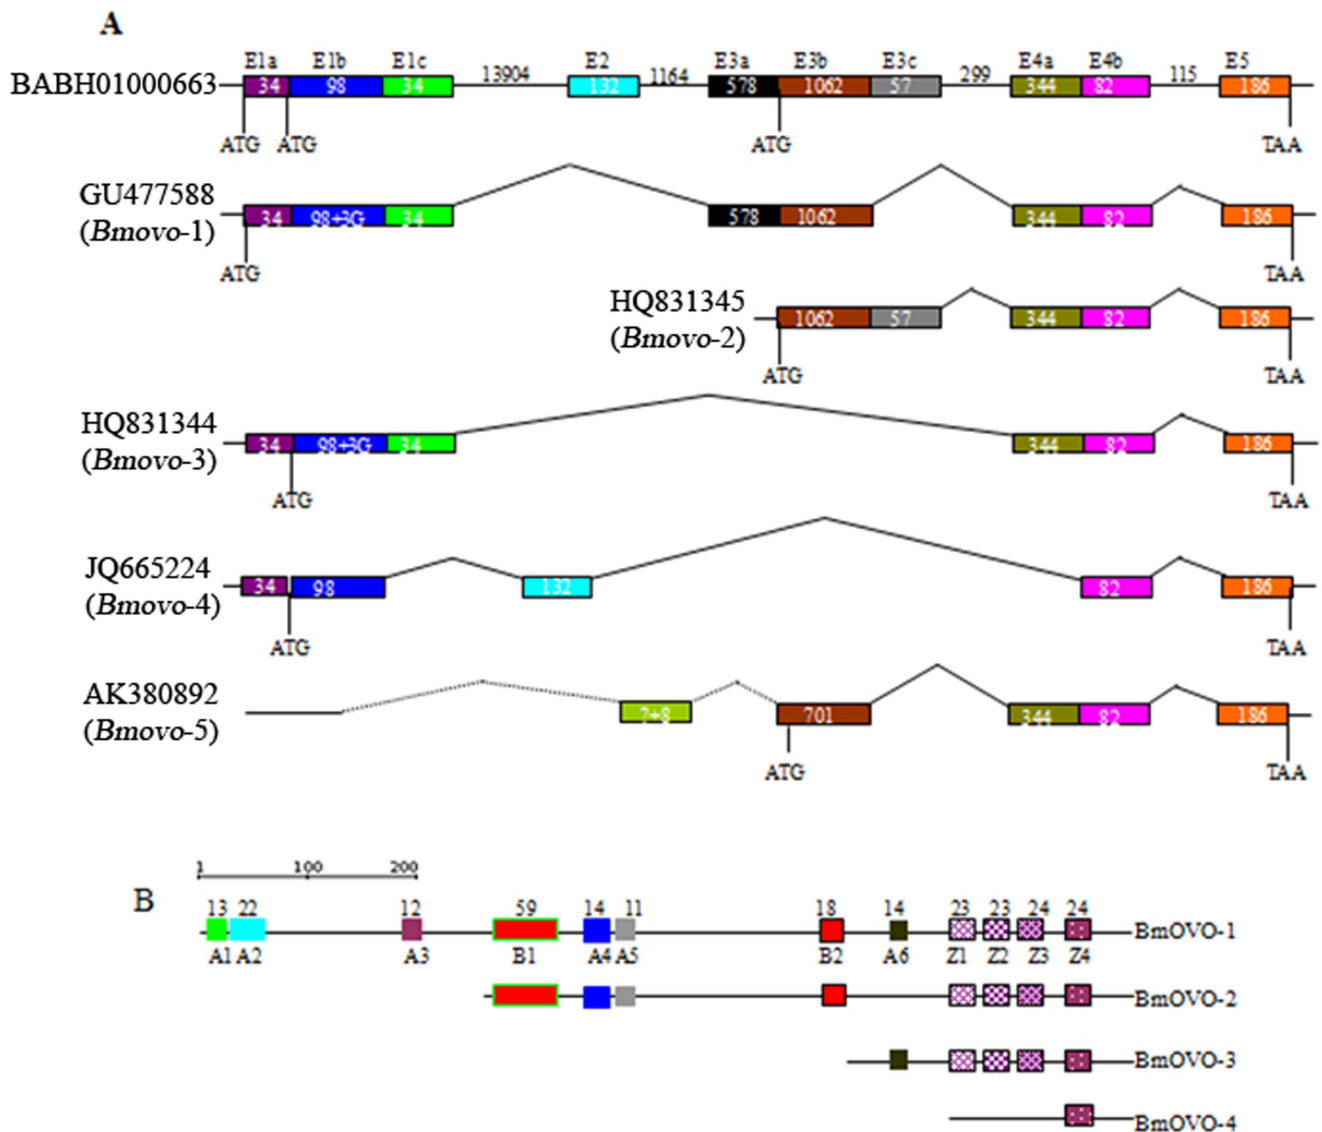 A
E1a E1b E1c E2 E3a E3b E3c E4a E4b E5
BABH01000663 34 98 34 13904 132 1164 578 1062 57 299 344 82 115 186
ATG ATG ATG TAA
GU477588
(Bmovo-1)
34 98+3G 34 578 1062 344 82 186
ATG TAA
HQ831345
(Bmovo-2)
1062 57 344 82 186
ATG TAA
HQ831344
(Bmovo-3)
34 98+3G 34 344 82 186
ATG TAA
JQ665224
(Bmovo-4)
34 98 132 82 186
ATG TAA
AK380892
(Bmovo-5)
?+8 701 344 82 186
ATG TAA
B
1 100 200
13 22 12 59 14 11 18 14 23 23 24 24
BmOVO-1
A1 A2 A3 B1 A4 A5 B2 A6 Z1 Z2 Z3 Z4
BmOVO-2
BmOVO-3
BmOVO-4